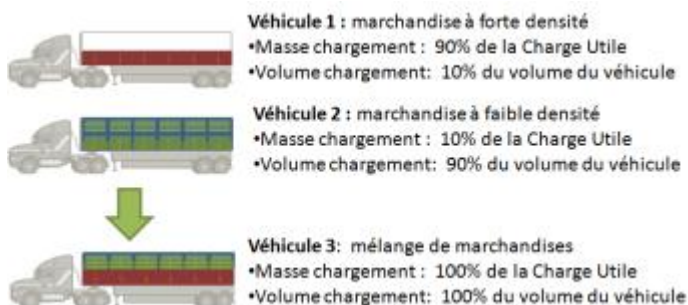 Véhicule 1 : marchandise à forte densité
•Masse chargement : 90% de la Charge Utile
•Volume chargement: 10% du volume du véhicule
Véhicule 2 : marchandise à faible densité
•Masse chargement : 10% de la Charge Utile
•Volume chargement: 90% du volume du véhicule
Véhicule 3: mélange de marchandises
•Masse chargement : 100% de la Charge Utile
•Volume chargement: 100% du volume du véhicule